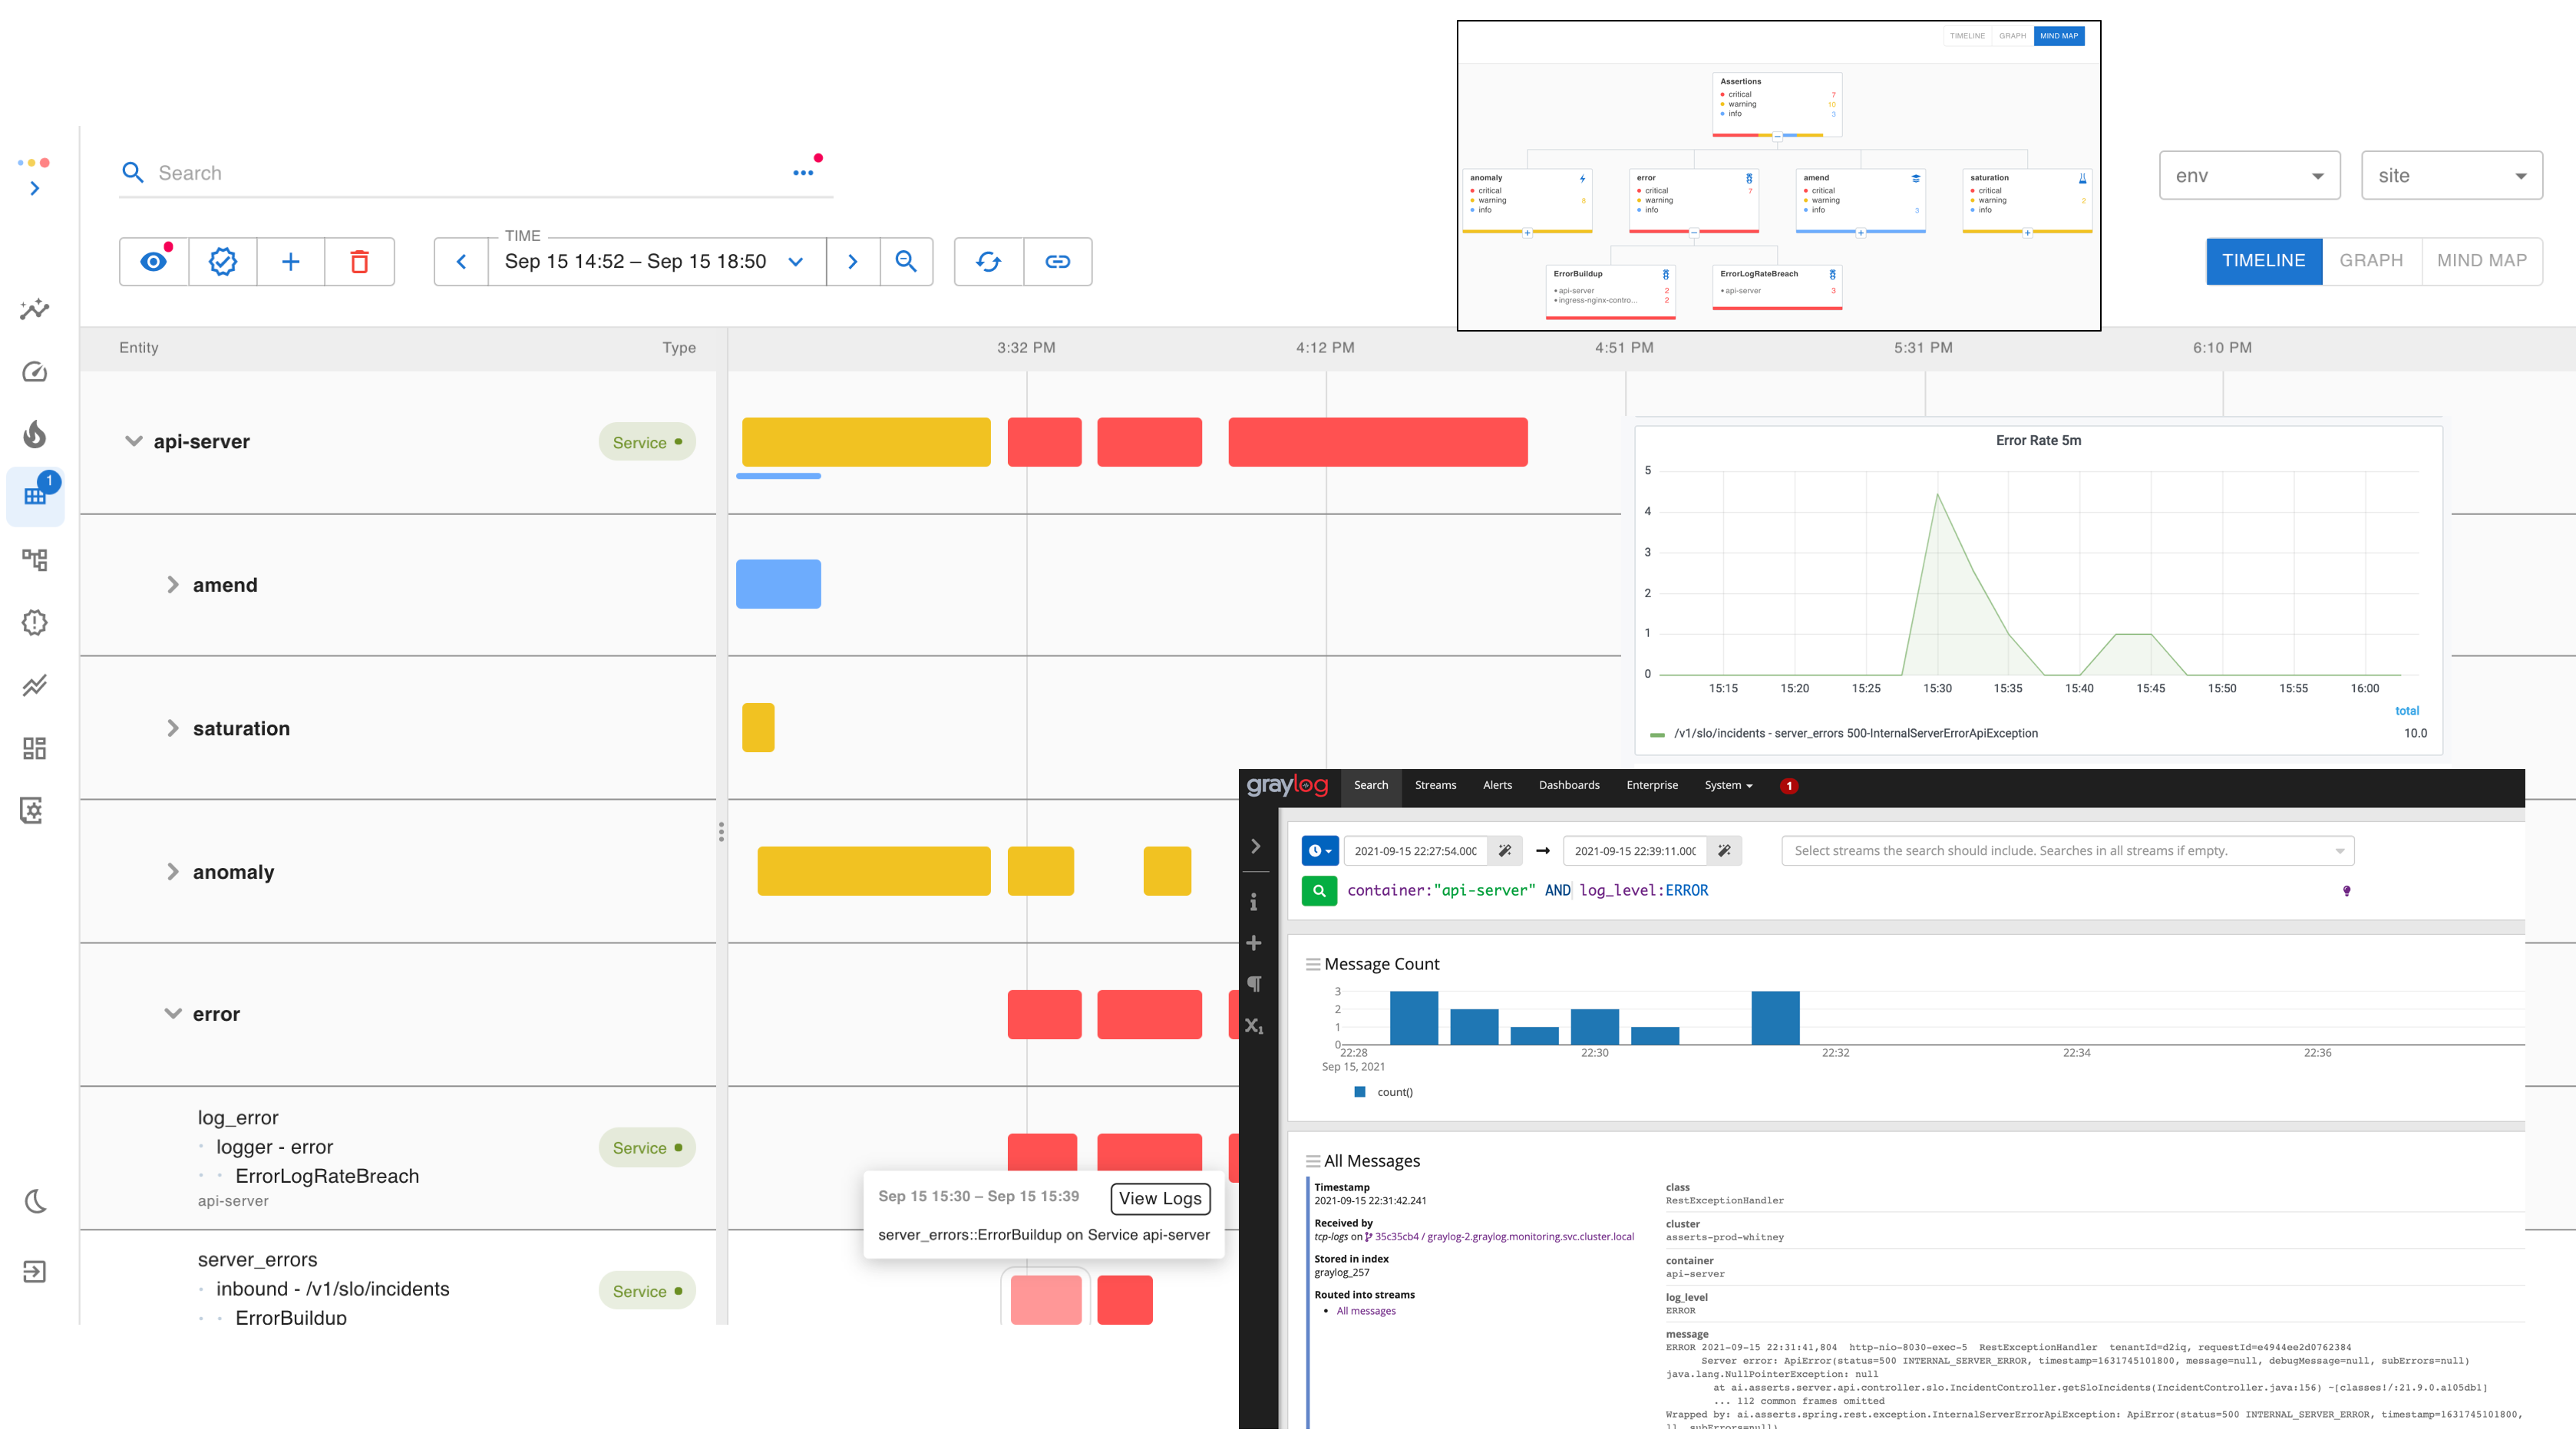 Search
TIME
Sep 15 14:52 – Sep 15 18:50
TIMELINE GRAPH MIND MAP
Assertions
critical 7
warning 10
info 3
anomaly
critical
warning 8
info
error
critical 7
warning
info
amend
critical
warning
info 3
saturation
critical
warning 2
info
ErrorBuildup
• api-server 2
• ingress-nginx-contro... 2
ErrorLogRateBreach
• api-server 3
env
site
TIMELINE GRAPH MIND MAP
Entity Type 3:32 PM 4:12 PM 4:51 PM 5:31 PM 6:10 PM
1
api-server Service
amend
saturation
anomaly
error
log_error
logger - error
ErrorLogRateBreach
api-server
Service
server_errors
inbound - /v1/slo/incidents
ErrorBuildup
Service
Sep 15 15:30 – Sep 15 15:39 View Logs
server_errors::ErrorBuildup on Service api-server
Error Rate 5m
5
4
3
2
1
0
15:15 15:20 15:25 15:30 15:35 15:40 15:45 15:50 15:55 16:00
total
/v1/slo/incidents - server_errors 500-InternalServerErrorApiException 10.0
graylog Search Streams Alerts Dashboards Enterprise System 1
2021-09-15 22:27:54.000 2021-09-15 22:39:11.000 Select streams the search should include. Searches in all streams if empty.
container:"api-server" AND log_level:ERROR
Message Count
3
2
1
0
22:28 22:30 22:32 22:34 22:36
Sep 15, 2021
count()
All Messages
Timestamp
2021-09-15 22:31:42.241
Received by
tcp-logs on 35c35cb4 / graylog-2.graylog.monitoring.svc.cluster.local
Stored in index
graylog_257
Routed into streams
• All messages
class
RestExceptionHandler
cluster
asserts-prod-whitney
container
api-server
log_level
ERROR
message
ERROR 2021-09-15 22:31:41,804 http-nio-8030-exec-5 RestExceptionHandler tenantId=d2iq, requestId=e4944ee2d0762384
Server error: ApiError(status=500 INTERNAL_SERVER_ERROR, timestamp=1631745101800, message=null, debugMessage=null, subErrors=null)
java.lang.NullPointerException: null
at ai.asserts.server.api.controller.slo.IncidentController.getSloIncidents(IncidentController.java:156) ~[classes!/:21.9.0.a105db1]
... 112 common frames omitted
Wrapped by: ai.asserts.spring.rest.exception.InternalServerErrorApiException: ApiError(status=500 INTERNAL_SERVER_ERROR, timestamp=1631745101800,
ll, subErrors=null)